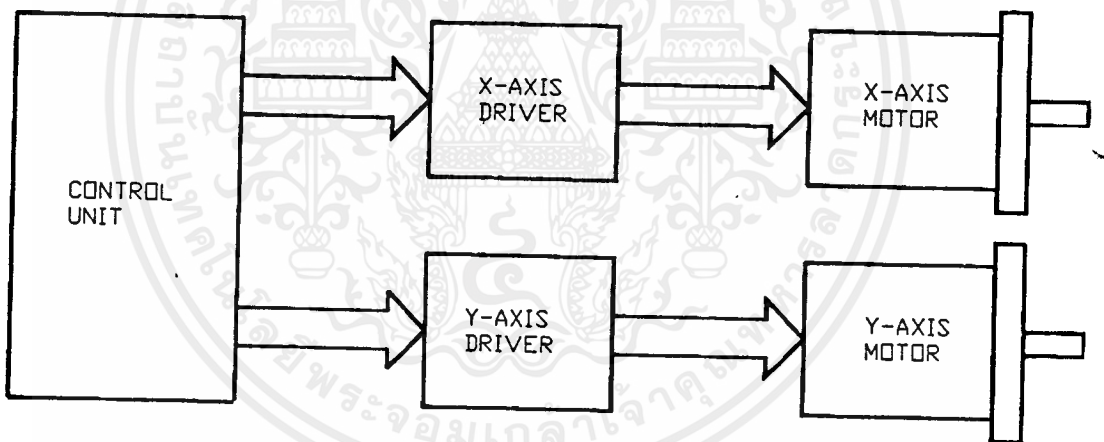 CONTROL
UNIT
X-AXIS
DRIVER
X-AXIS
MOTOR
Y-AXIS
DRIVER
Y-AXIS
MOTOR